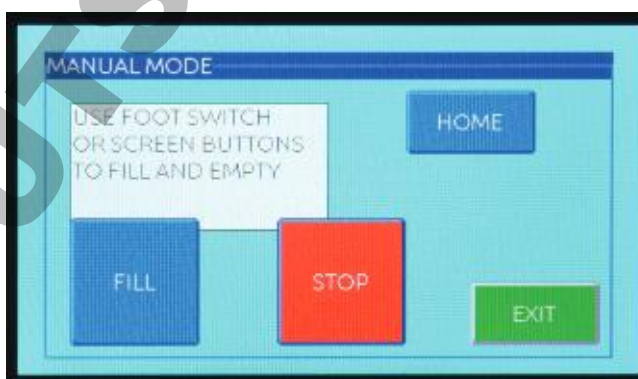 MANUAL MODE
USE FOOT SWITCH
OR SCREEN BUTTONS
TO FILL AND EMPTY
HOME
FILL
STOP
EXIT